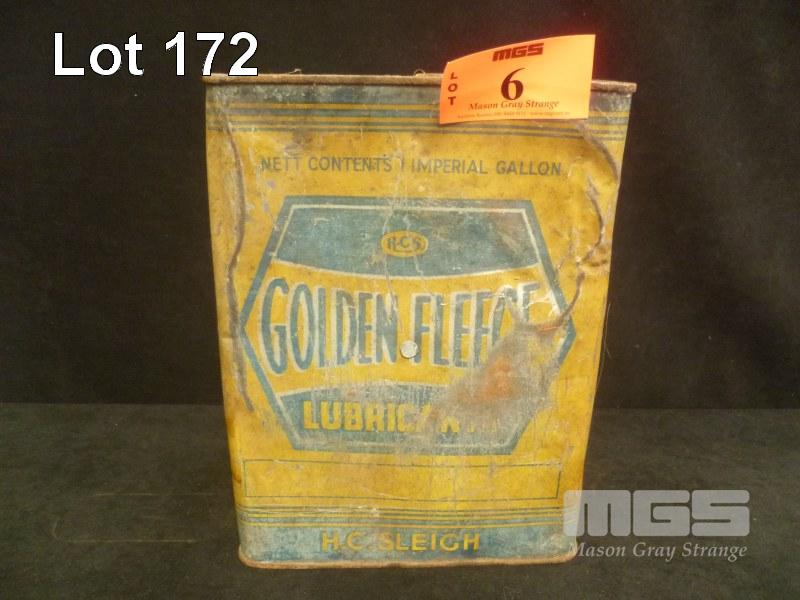 Lot 172
MGS
LOT
6
Mason Gray Strange
NETT CONTENTS 1 IMPERIAL GALLON
H.C.S
GOLDEN FLEECE
LUBRICANTS
H.C. SLEIGH
MGS
Mason Gray Strange